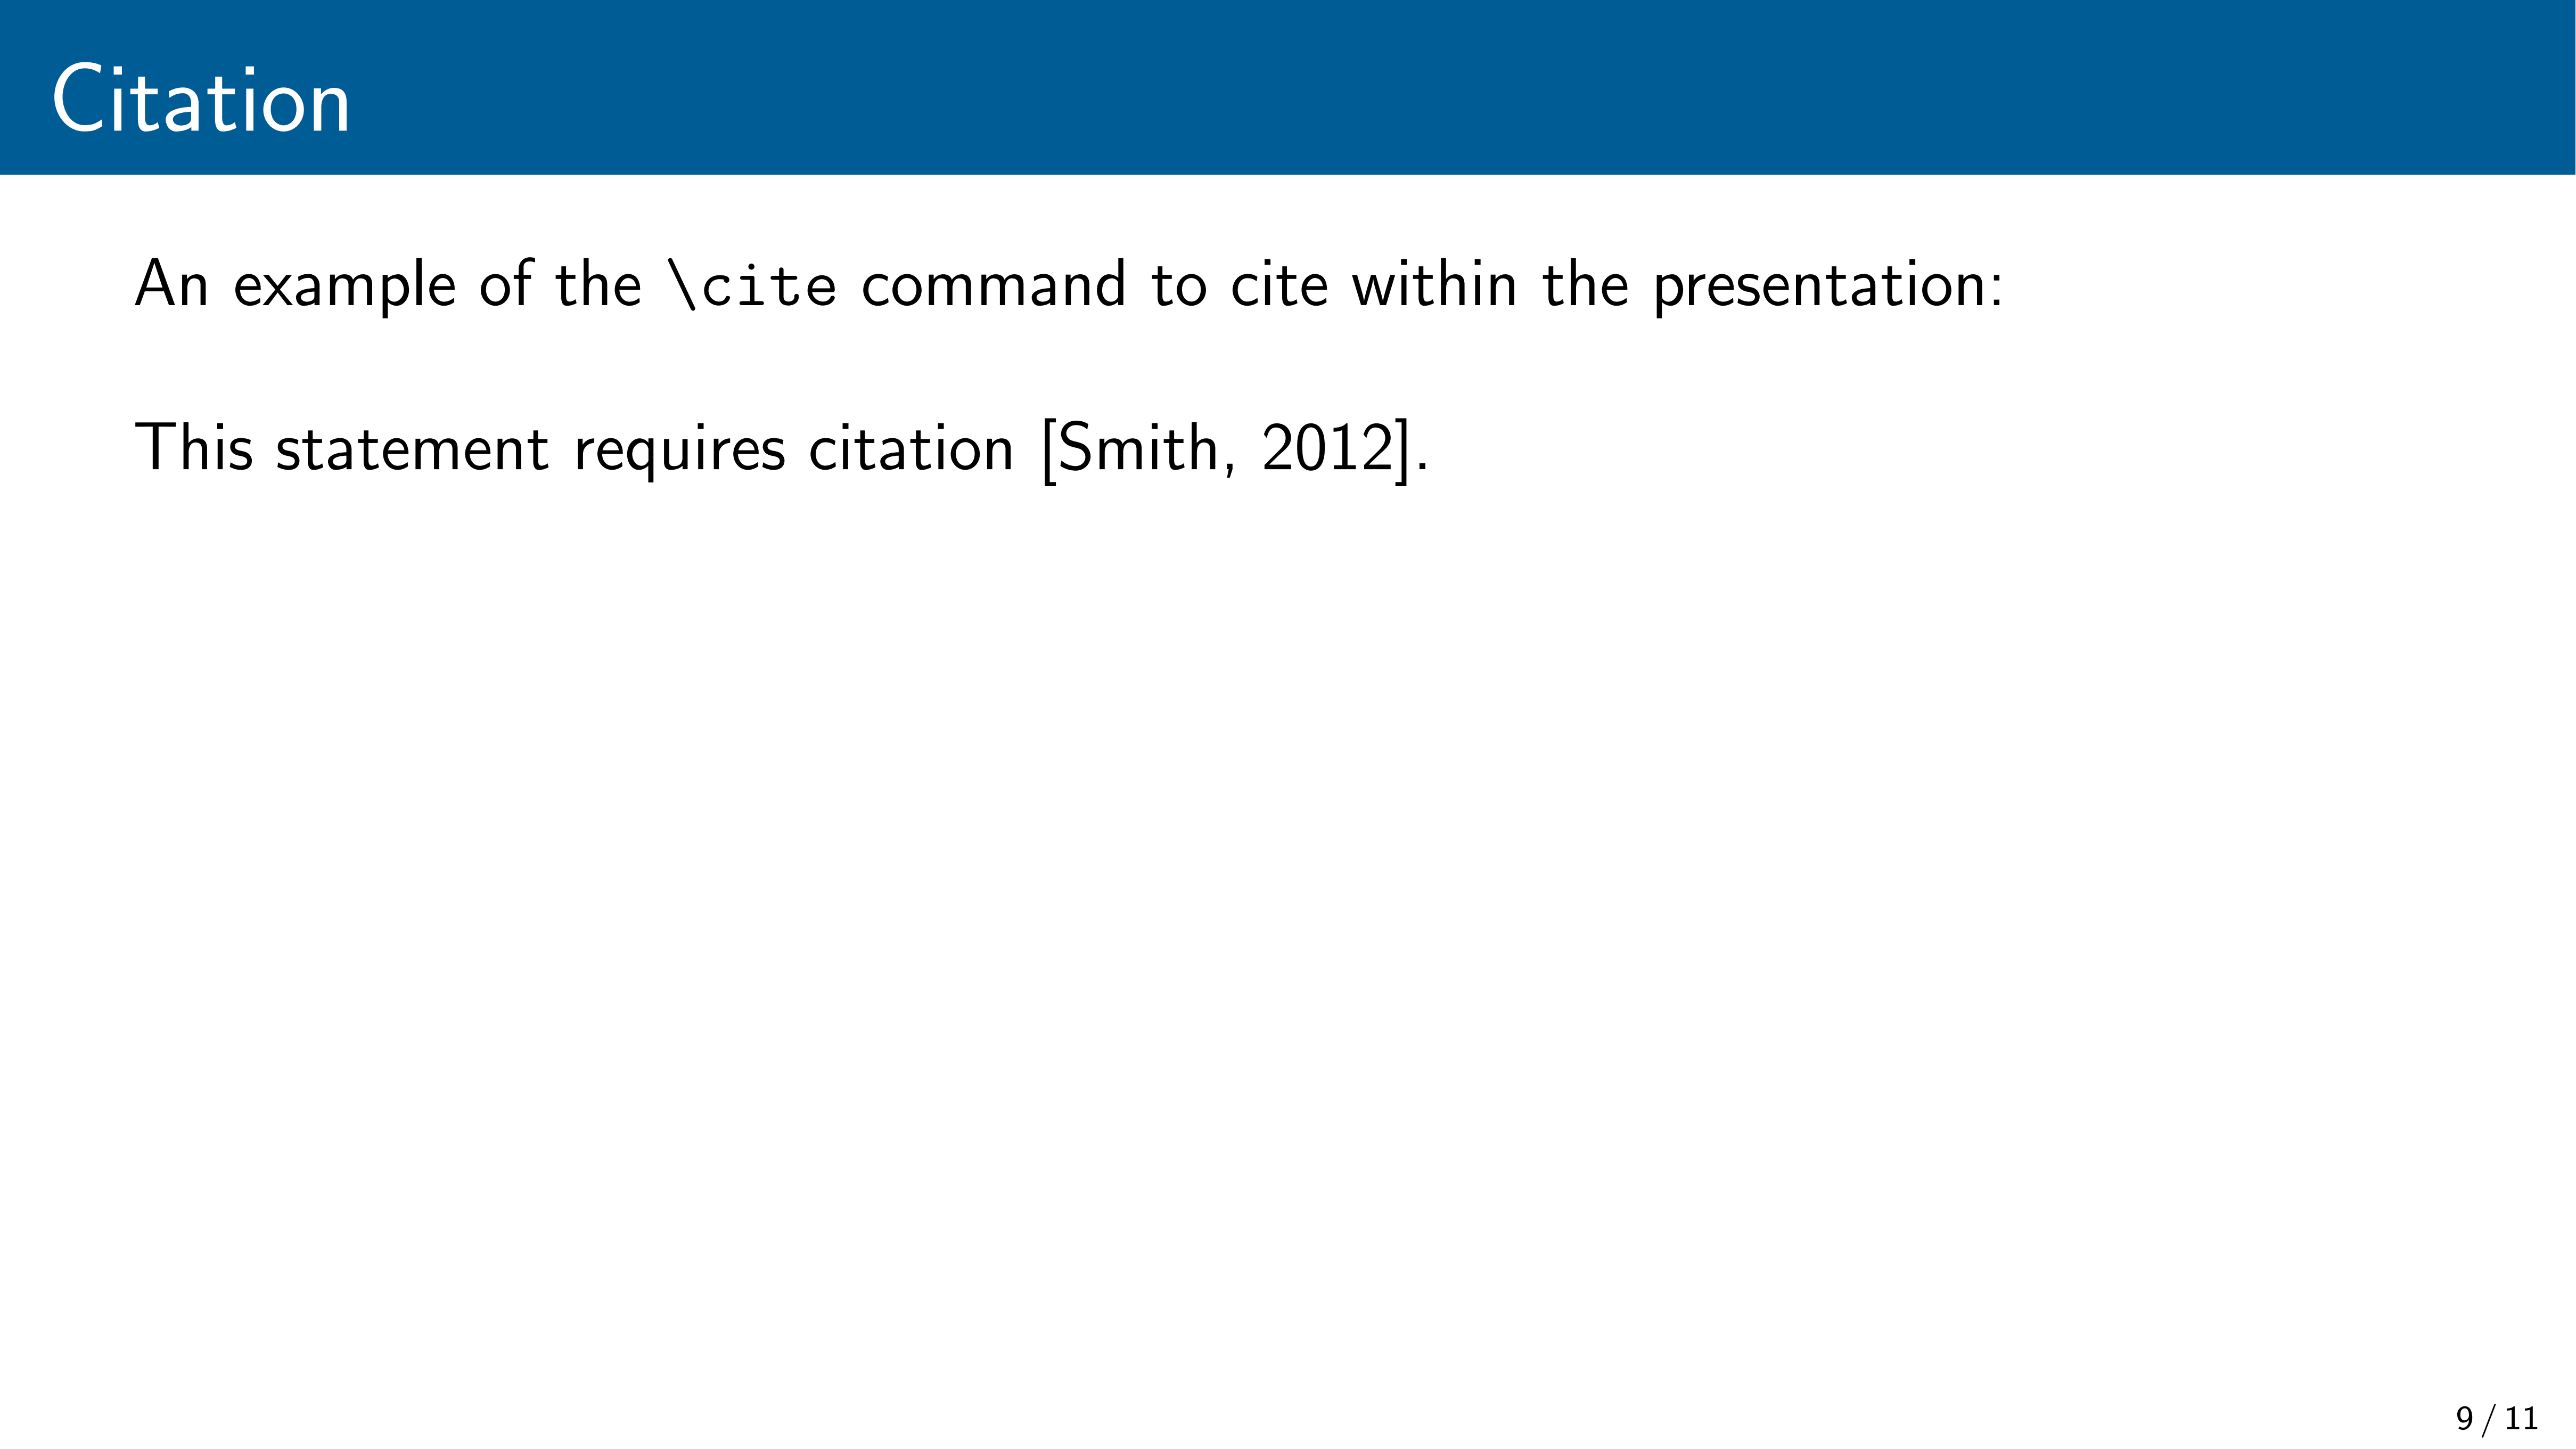 Citation
An example of the \cite command to cite within the presentation:
This statement requires citation [Smith, 2012].
9 / 11